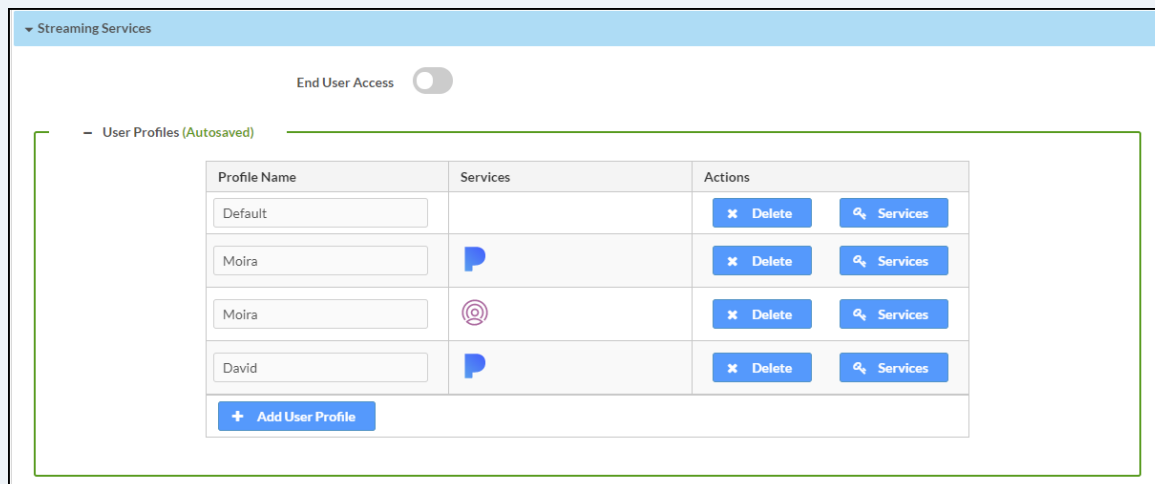 Streaming Services
End User Access
User Profiles (Autosaved)
Profile Name Services Actions
Default Delete Services
Moira Delete Services
Moira Delete Services
David Delete Services
Add User Profile